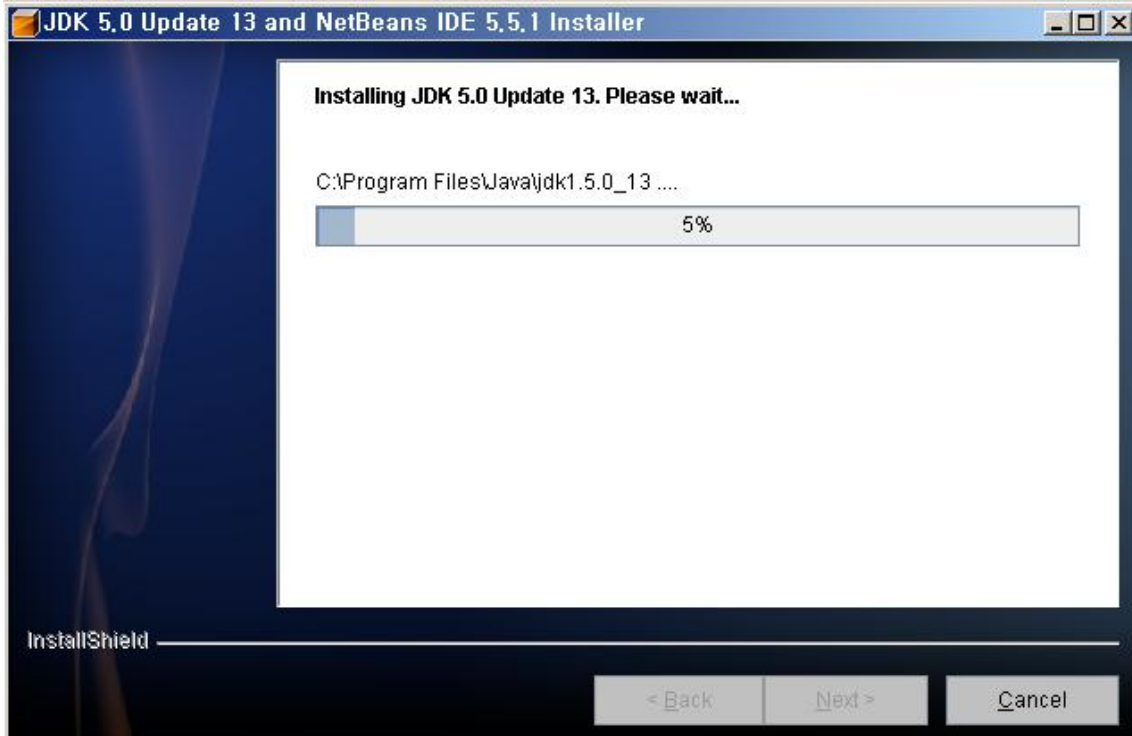 JDK 5.0 Update 13 and NetBeans IDE 5.5.1 Installer
Installing JDK 5.0 Update 13. Please wait...
C:\Program Files\Java\jdk1.5.0_13 ....
5%
InstallShield
< Back
Next >
Cancel